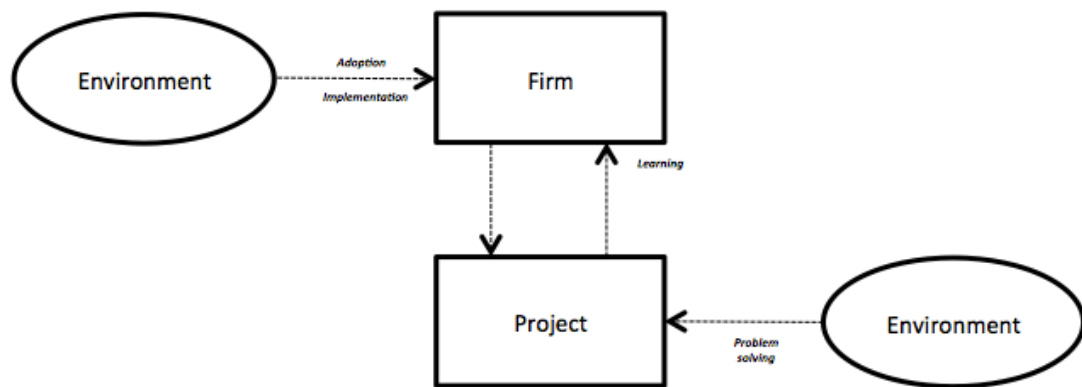 Environment
Adoption
Implementation
Firm
Learning
Project
Problem
solving
Environment